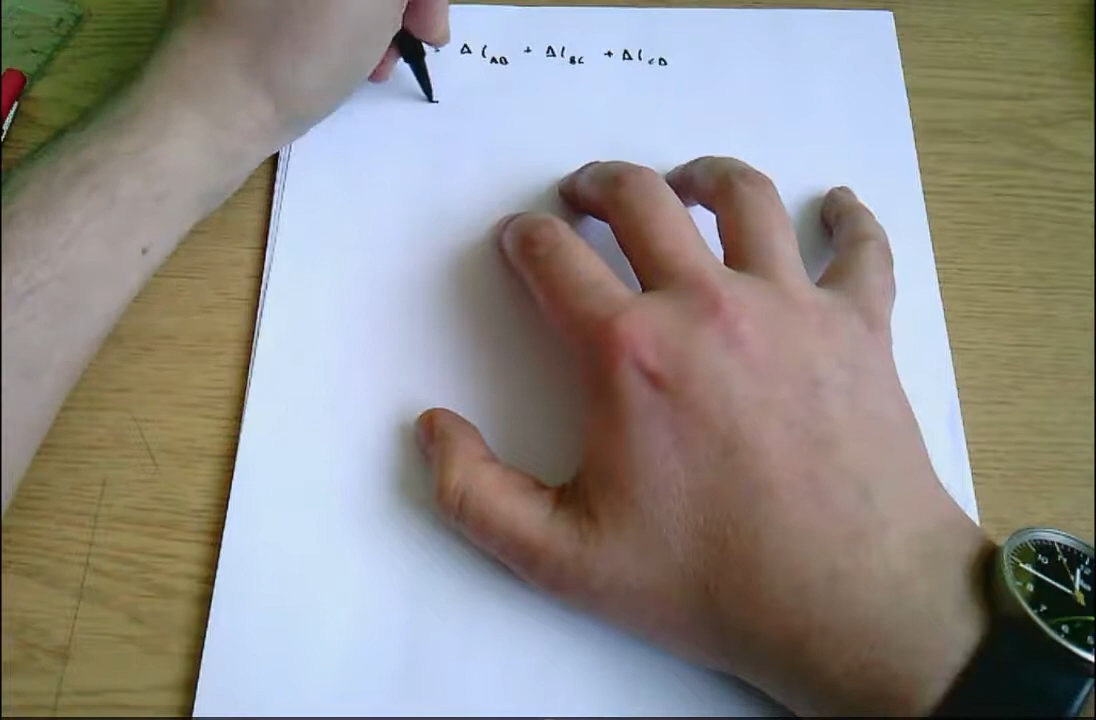 = Δl_AB + Δl_BC + Δl_CD